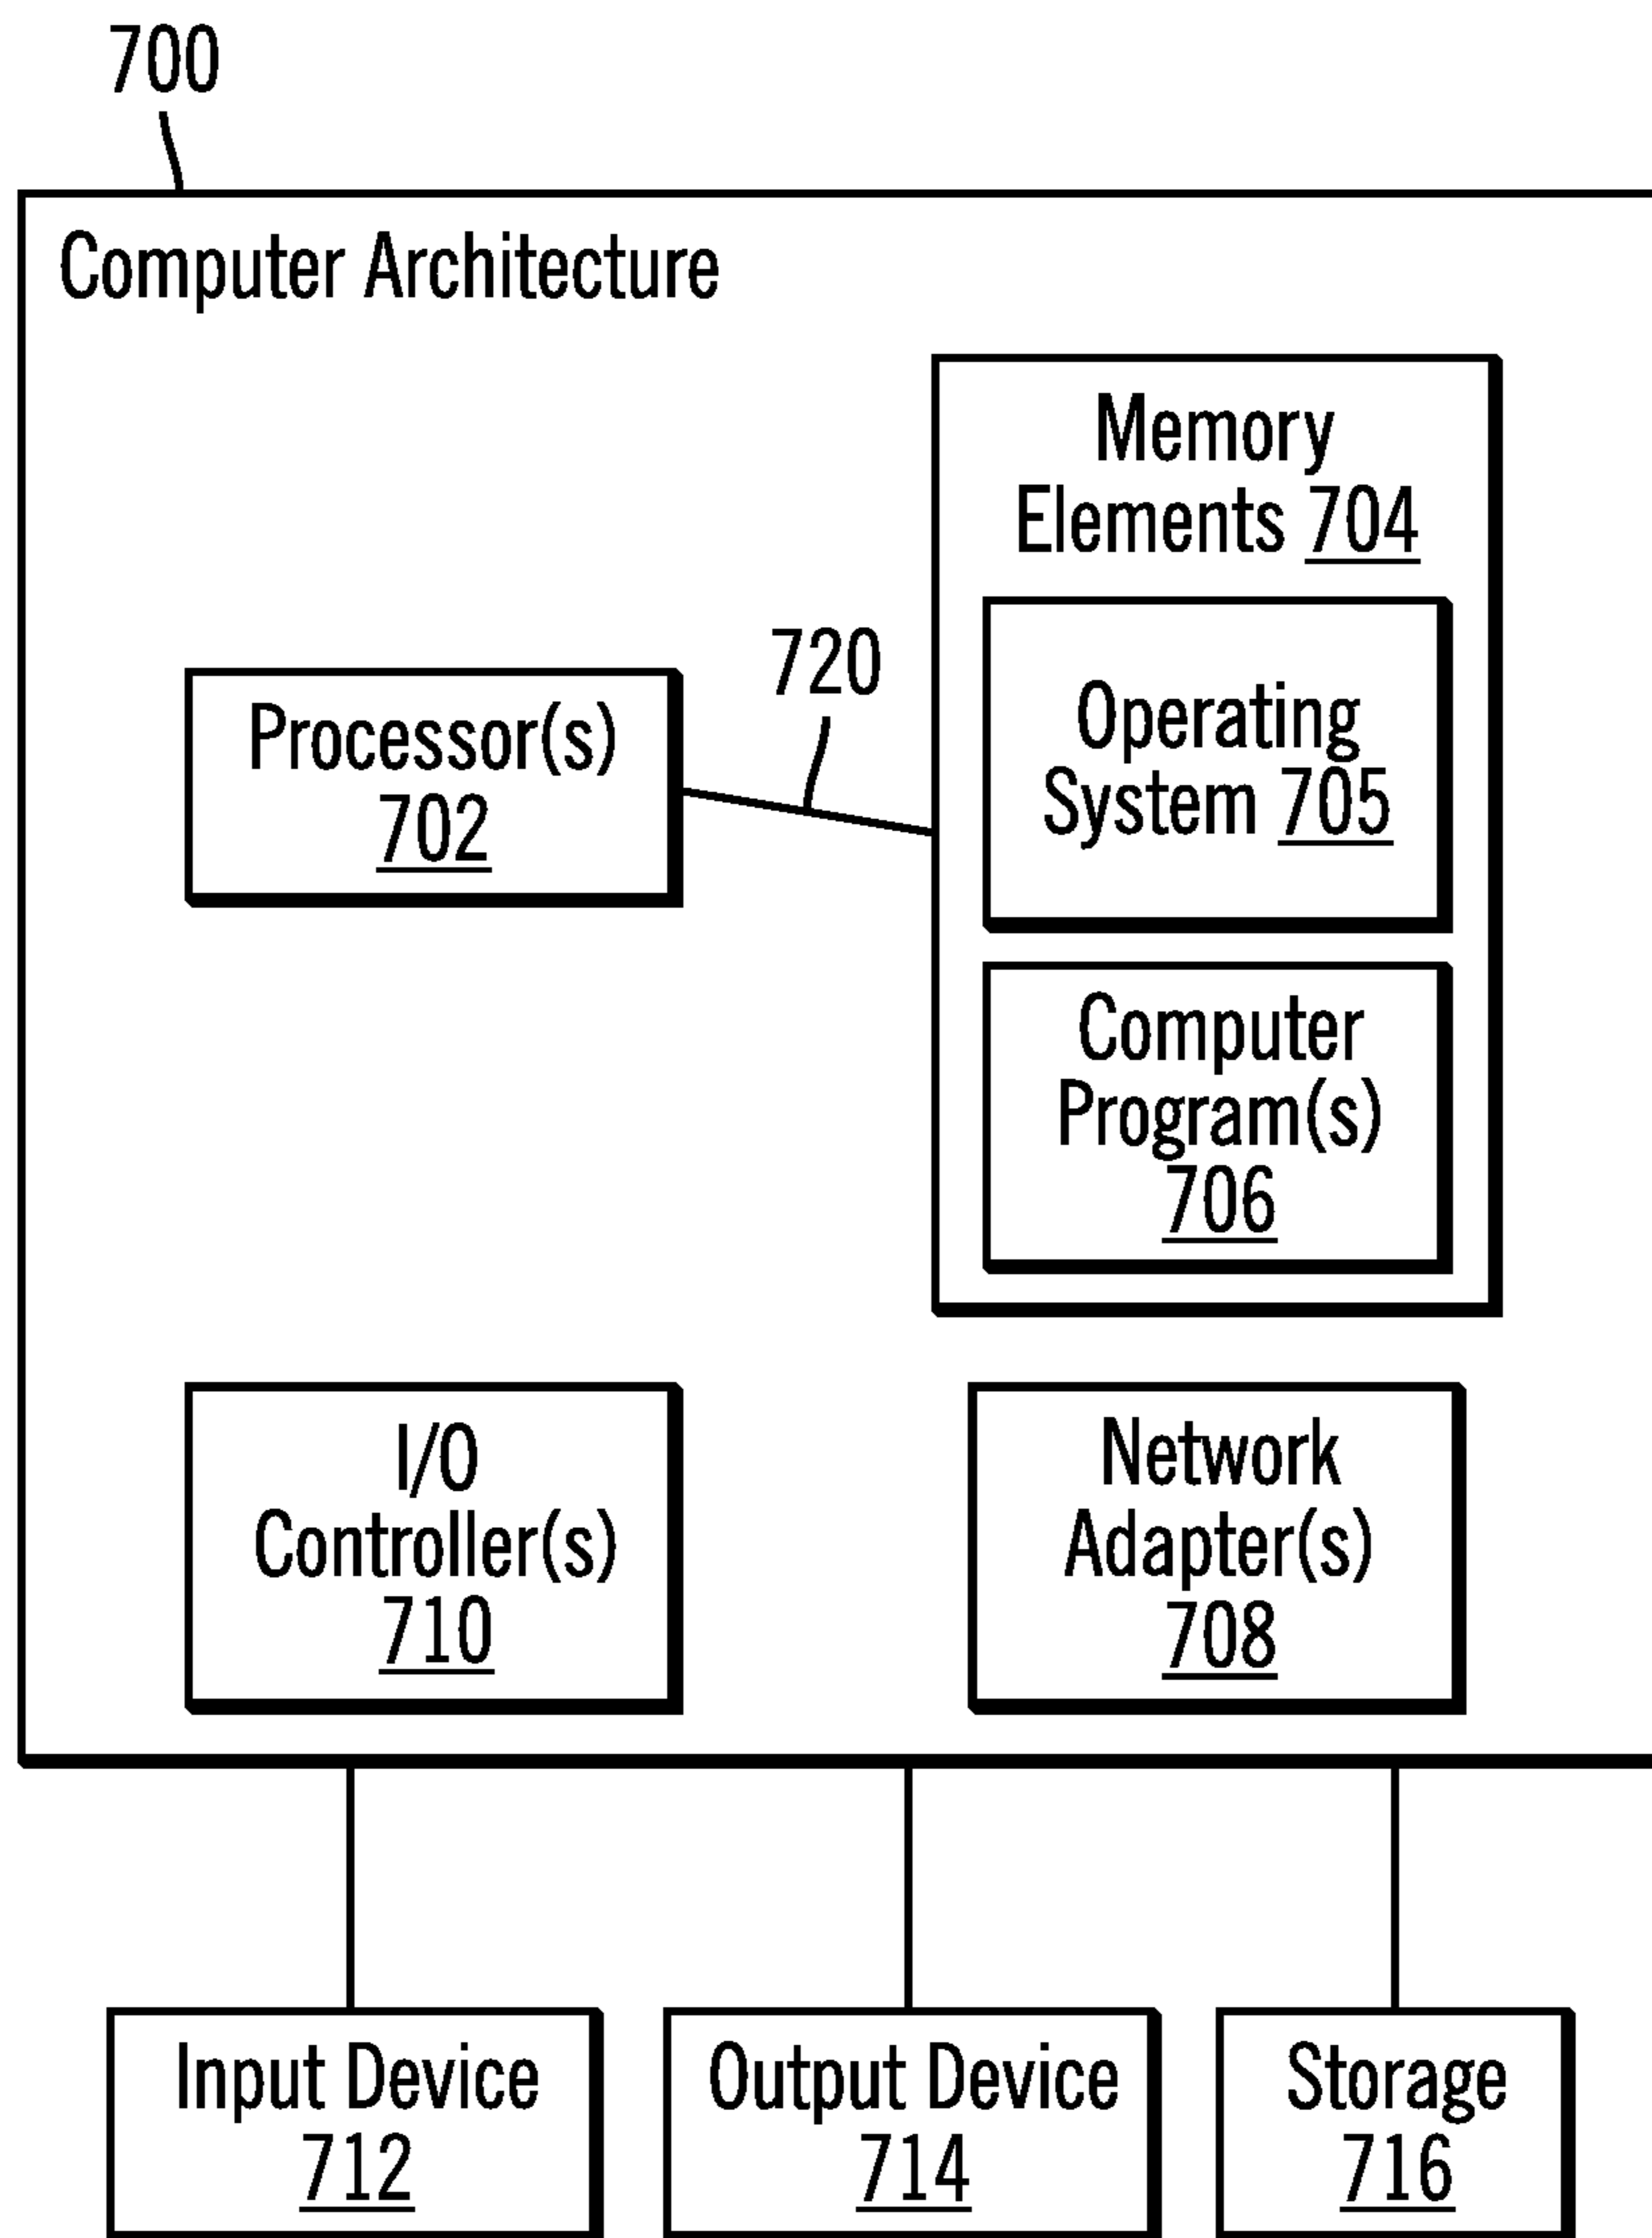 700
Computer Architecture
Memory
Elements 704
720
Processor(s)
702
Operating
System 705
Computer
Program(s)
706
I/O
Controller(s)
710
Network
Adapter(s)
708
Input Device
712
Output Device
714
Storage
716